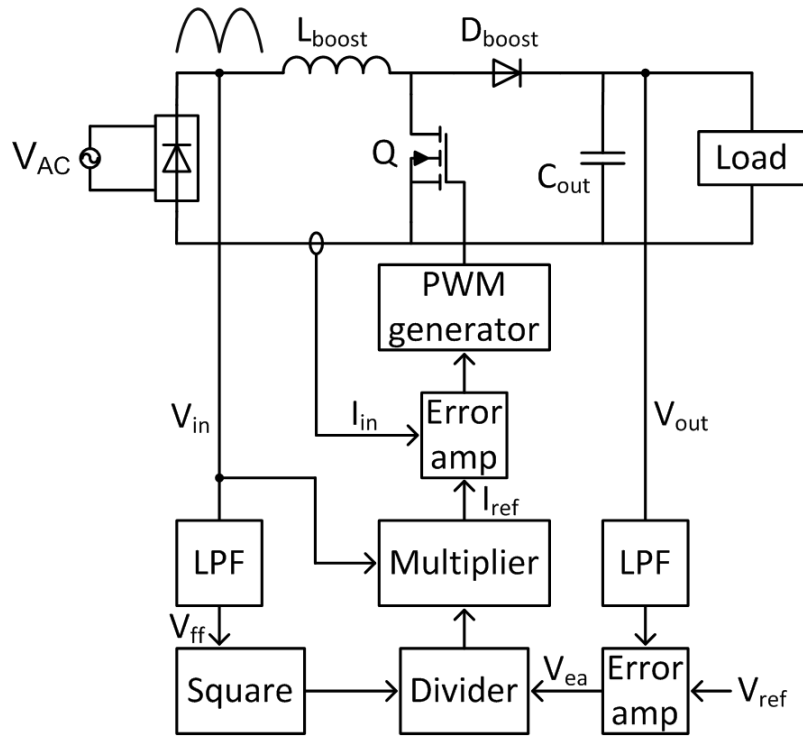 L_boost
D_boost
V_AC
Q
C_out
Load
PWM
generator
V_in
I_in
Error
amp
V_out
I_ref
LPF
Multiplier
LPF
V_ff
Square
Divider
V_ea
Error
amp
V_ref